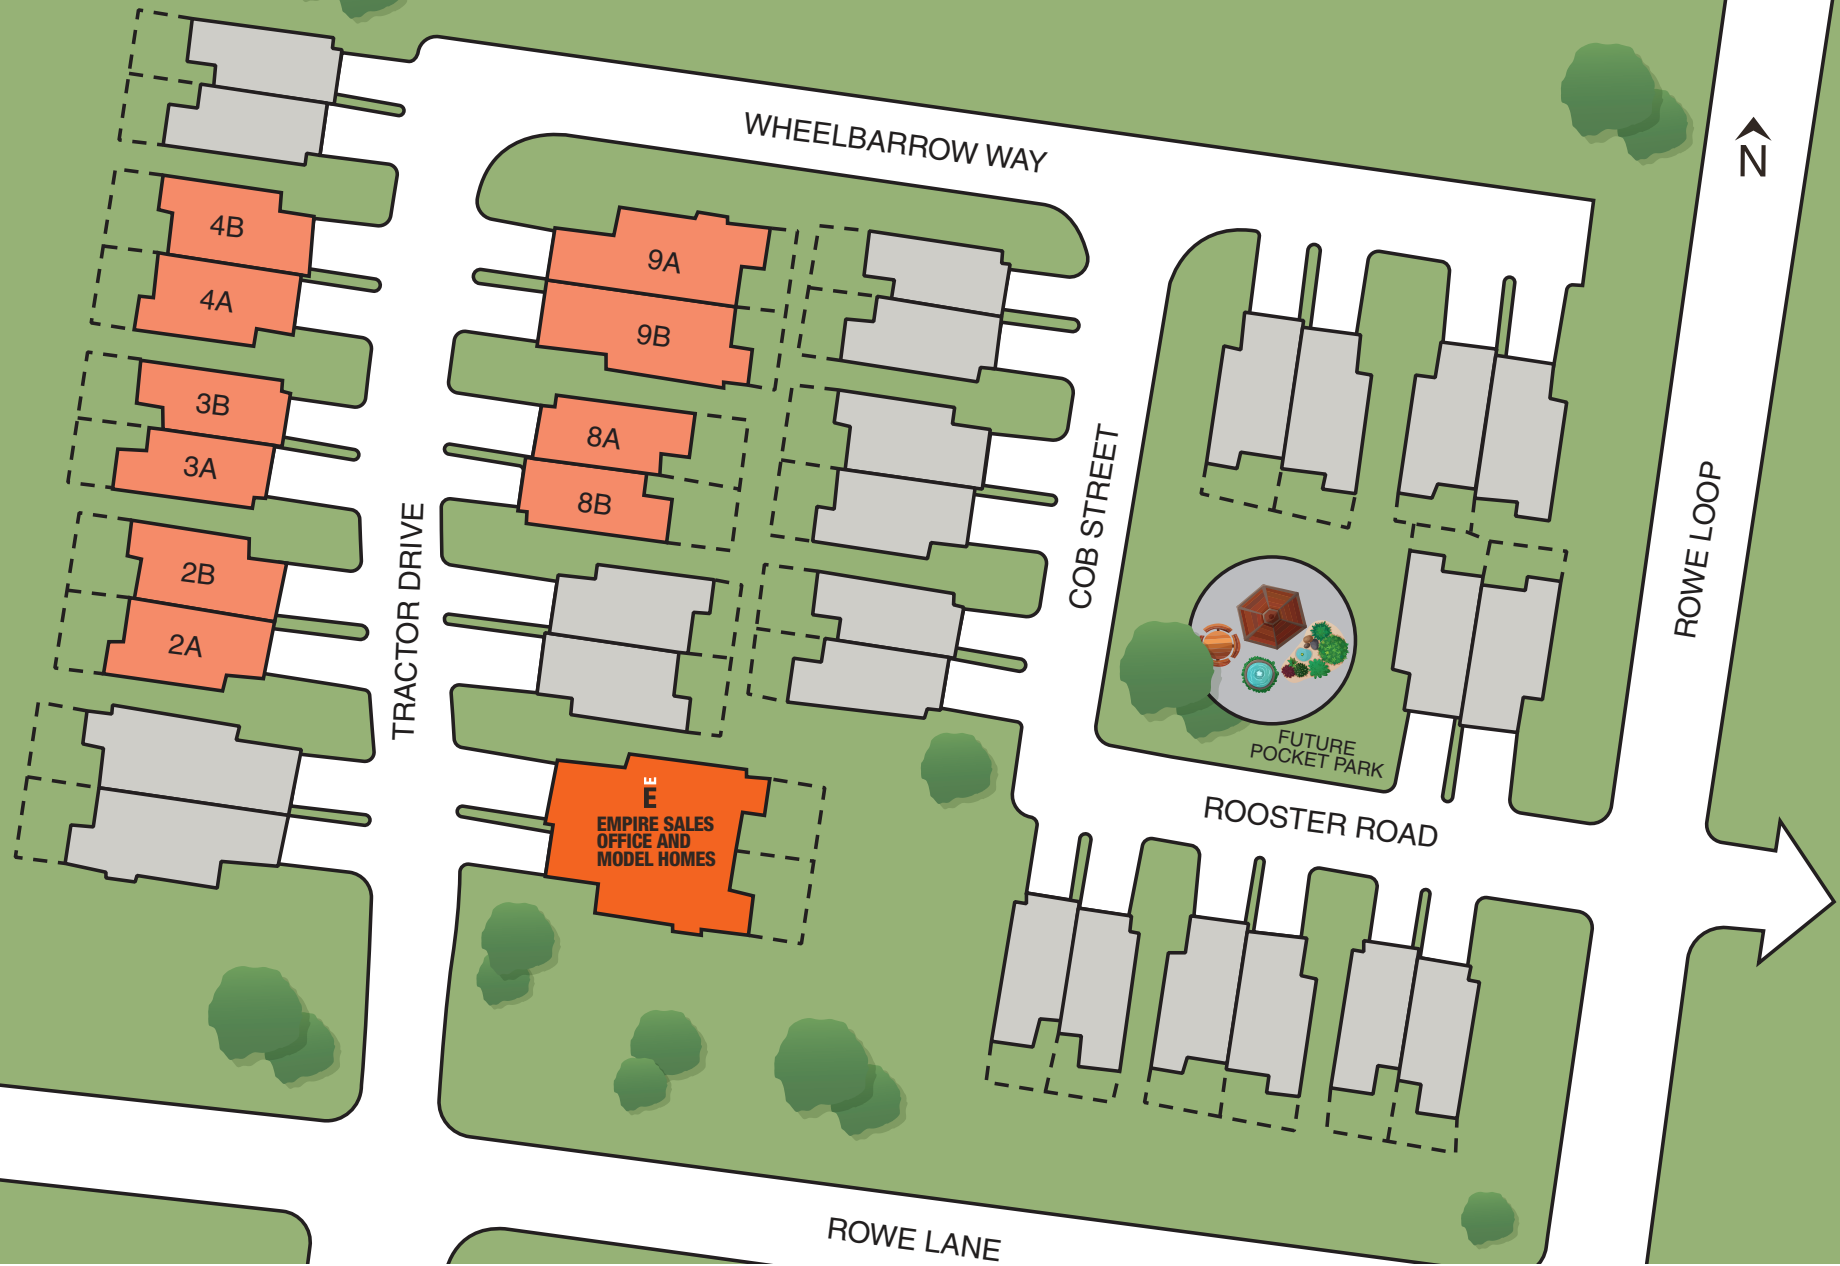 WHEELBARROW WAY
N
4B
4A
9A
9B
3B
3A
8A
8B
2B
2A
TRACTOR DRIVE
COB STREET
ROWE LOOP
FUTURE
POCKET PARK
E
E
EMPIRE SALES
OFFICE AND
MODEL HOMES
ROOSTER ROAD
ROWE LANE